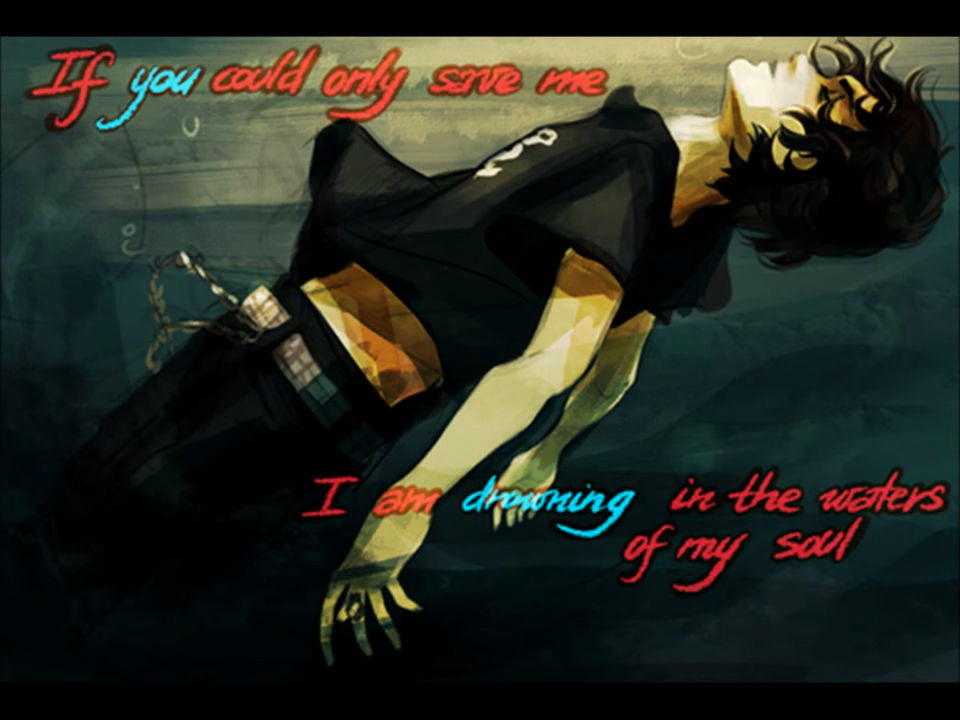 If you could only save me
I am drowning in the waters
of my soul